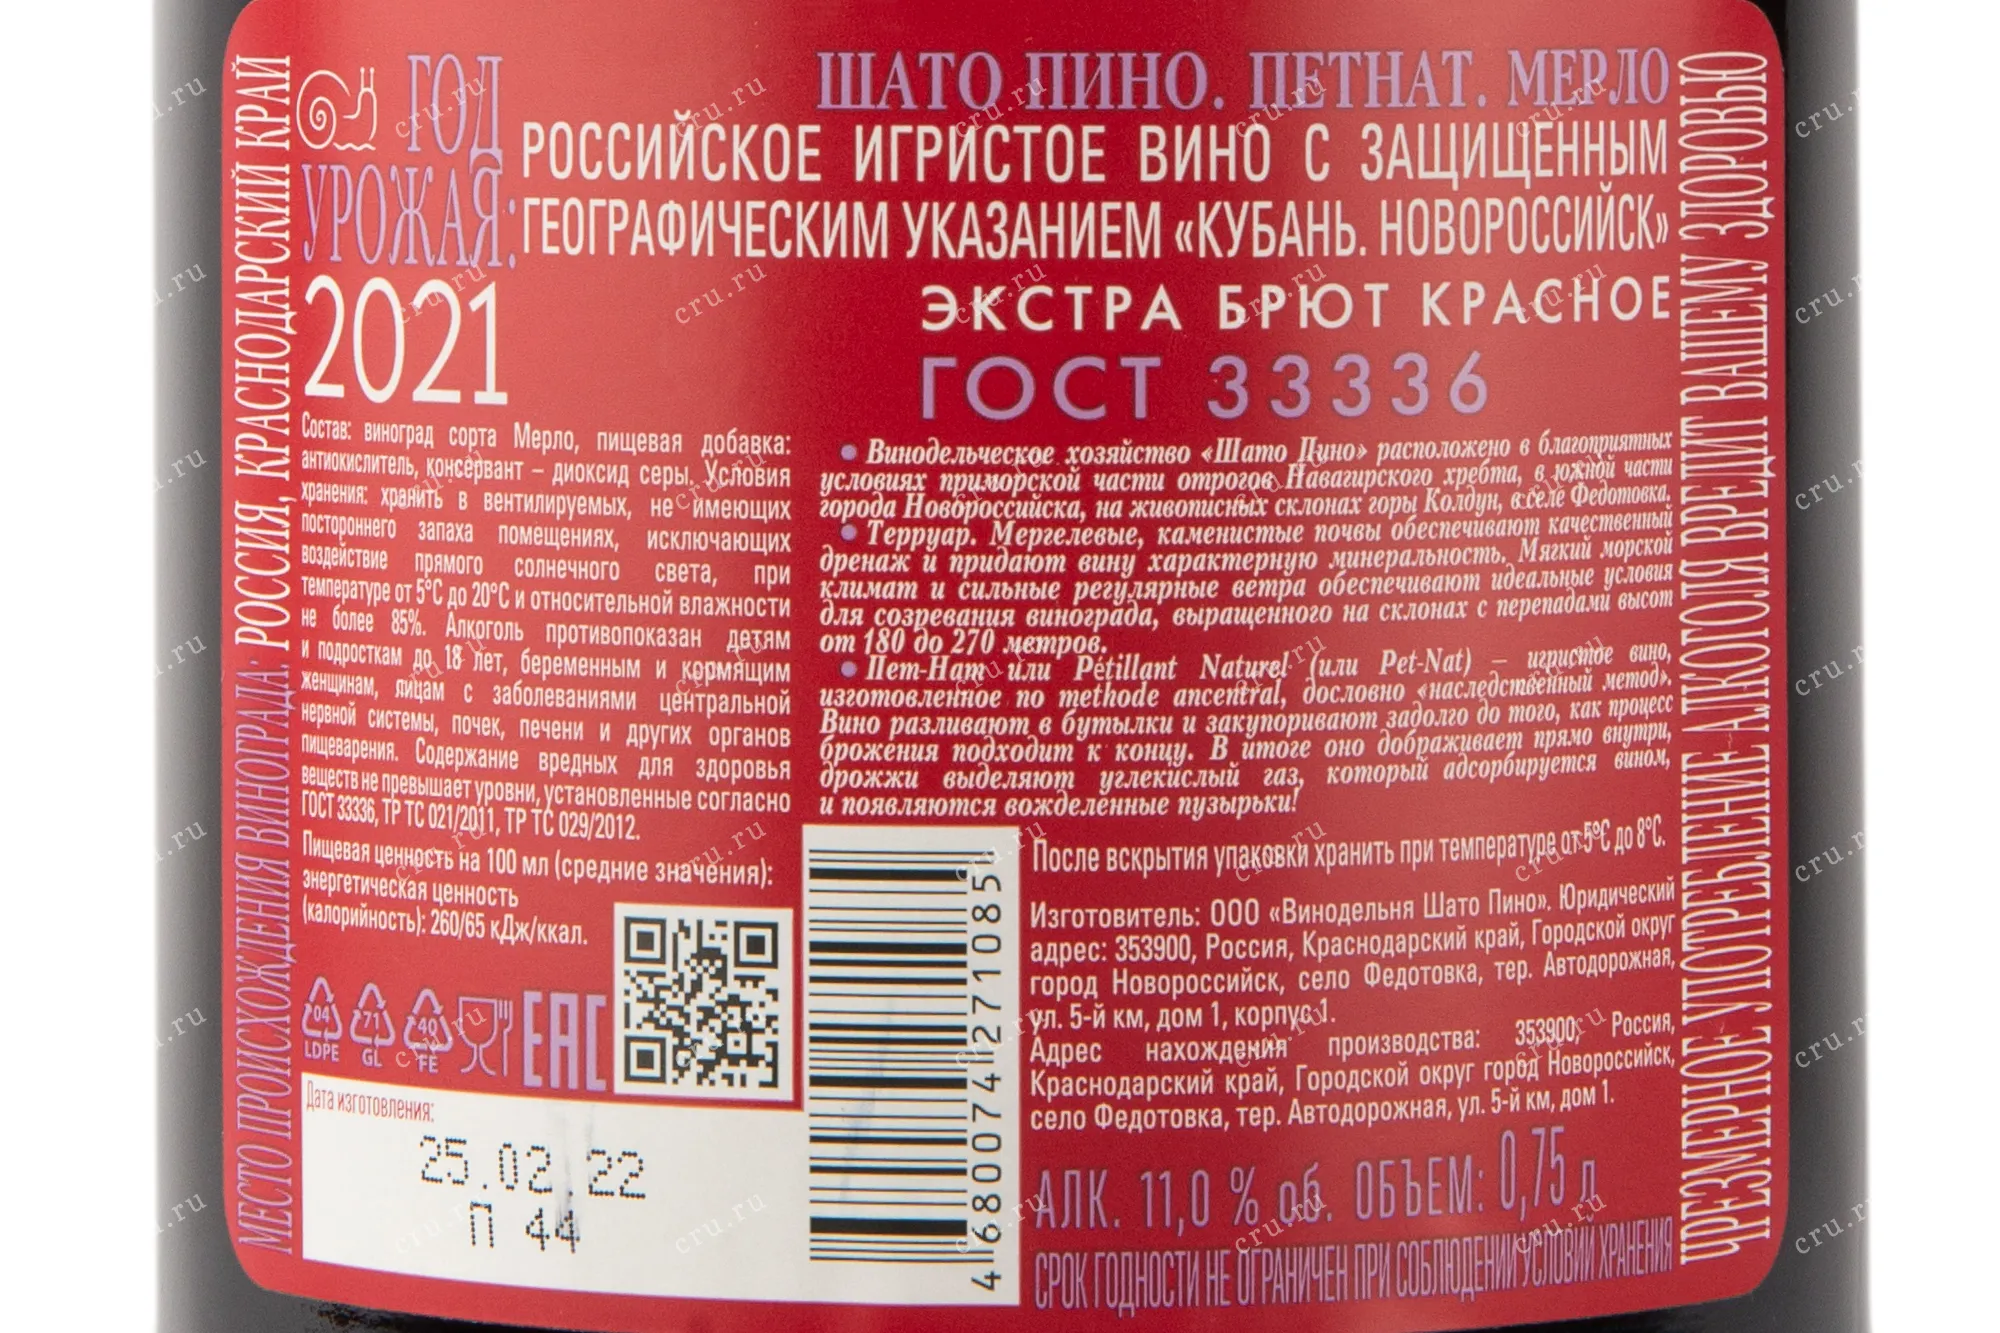 МЕСТО ПРОИСХОЖДЕНИЯ ВИНОГРАДА: РОССИЯ, КРАСНОДАРСКИЙ КРАЙ
ГОД
УРОЖАЯ:
2021
ШАТО ПИНО. ПЕТНАТ. МЕРЛО
РОССИЙСКОЕ ИГРИСТОЕ ВИНО С ЗАЩИЩЕННЫМ
ГЕОГРАФИЧЕСКИМ УКАЗАНИЕМ «КУБАНЬ. НОВОРОССИЙСК»
ЭКСТРА БРЮТ КРАСНОЕ
ГОСТ 33336
Состав: виноград сорта Мерло, пищевая добавка:
антиокислитель, консервант – диоксид серы. Условия
хранения: хранить в вентилируемых, не имеющих
постороннего запаха помещениях, исключающих
воздействие прямого солнечного света, при
температуре от 5°С до 20°С и относительной влажности
не более 85%. Алкоголь противопоказан детям
и подросткам до 18 лет, беременным и кормящим
женщинам, лицам с заболеваниями центральной
нервной системы, почек, печени и других органов
пищеварения. Содержание вредных для здоровья
веществ не превышает уровни, установленные согласно
ГОСТ 33336, ТР ТС 021/2011, ТР ТС 029/2012.
Пищевая ценность на 100 мл (средние значения):
энергетическая ценность
(калорийность): 260/65 кДж/ккал.
04
LDPE
71
GL
40
FE
EAC
Дата изготовления:
25.02.22
П 44
• Винодельческое хозяйство «Шато Пино» расположено в благоприятных
условиях приморской части отрогов Навагирского хребта, в южной части
города Новороссийска, на живописных склонах горы Колдун, в селе Федотовка.
• Терруар. Мергелевые, каменистые почвы обеспечивают качественный
дренаж и придают вину характерную минеральность. Мягкий морской
климат и сильные регулярные ветра обеспечивают идеальные условия
для созревания винограда, выращенного на склонах с перепадами высот
от 180 до 270 метров.
• Пет-Нат или Pétillant Naturel (или Pet-Nat) – игристое вино,
изготовленное по methode ancentral, дословно «наследственный метод».
Вино разливают в бутылки и закупоривают задолго до того, как процесс
брожения подходит к концу. В итоге оно дображивает прямо внутри,
дрожжи выделяют углекислый газ, который адсорбируется вином,
и появляются вожделенные пузырьки!
4680074271085
После вскрытия упаковки хранить при температуре от 5°С до 8°С.
Изготовитель: ООО «Винодельня Шато Пино». Юридический
адрес: 353900, Россия, Краснодарский край, Городской округ
город Новороссийск, село Федотовка, тер. Автодорожная,
ул. 5-й км, дом 1, корпус 1.
Адрес нахождения производства: 353900, Россия,
Краснодарский край, Городской округ город Новороссийск,
село Федотовка, тер. Автодорожная, ул. 5-й км, дом 1.
АЛК. 11,0 % об. ОБЪЕМ: 0,75 л
СРОК ГОДНОСТИ НЕ ОГРАНИЧЕН ПРИ СОБЛЮДЕНИИ УСЛОВИЙ ХРАНЕНИЯ
ЧРЕЗМЕРНОЕ УПОТРЕБЛЕНИЕ АЛКОГОЛЯ ВРЕДИТ ВАШЕМУ ЗДОРОВЬЮ
cru.ru